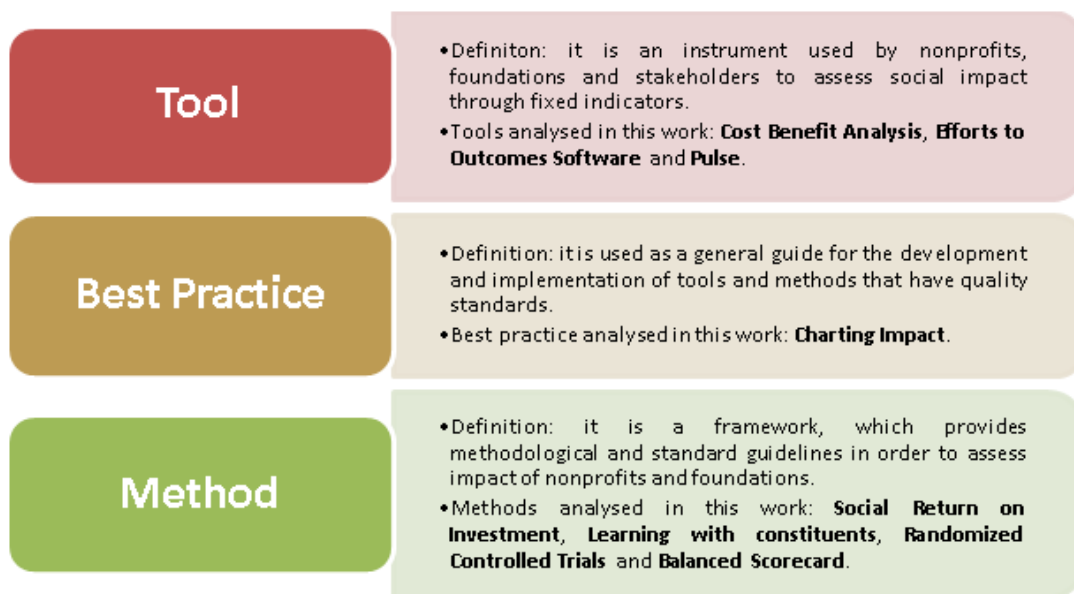 Tool
•Definiton: it is an instrument used by nonprofits,
foundations and stakeholders to assess social impact
through fixed indicators.
•Tools analysed in this work: Cost Benefit Analysis, Efforts to
Outcomes Software and Pulse.
Best Practice
•Definition: it is used as a general guide for the development
and implementation of tools and methods that have quality
standards.
•Best practice analysed in this work: Charting Impact.
Method
•Definition: it is a framework, which provides
methodological and standard guidelines in order to assess
impact of nonprofits and foundations.
•Methods analysed in this work: Social Return on
Investment, Learning with constituents, Randomized
Controlled Trials and Balanced Scorecard.